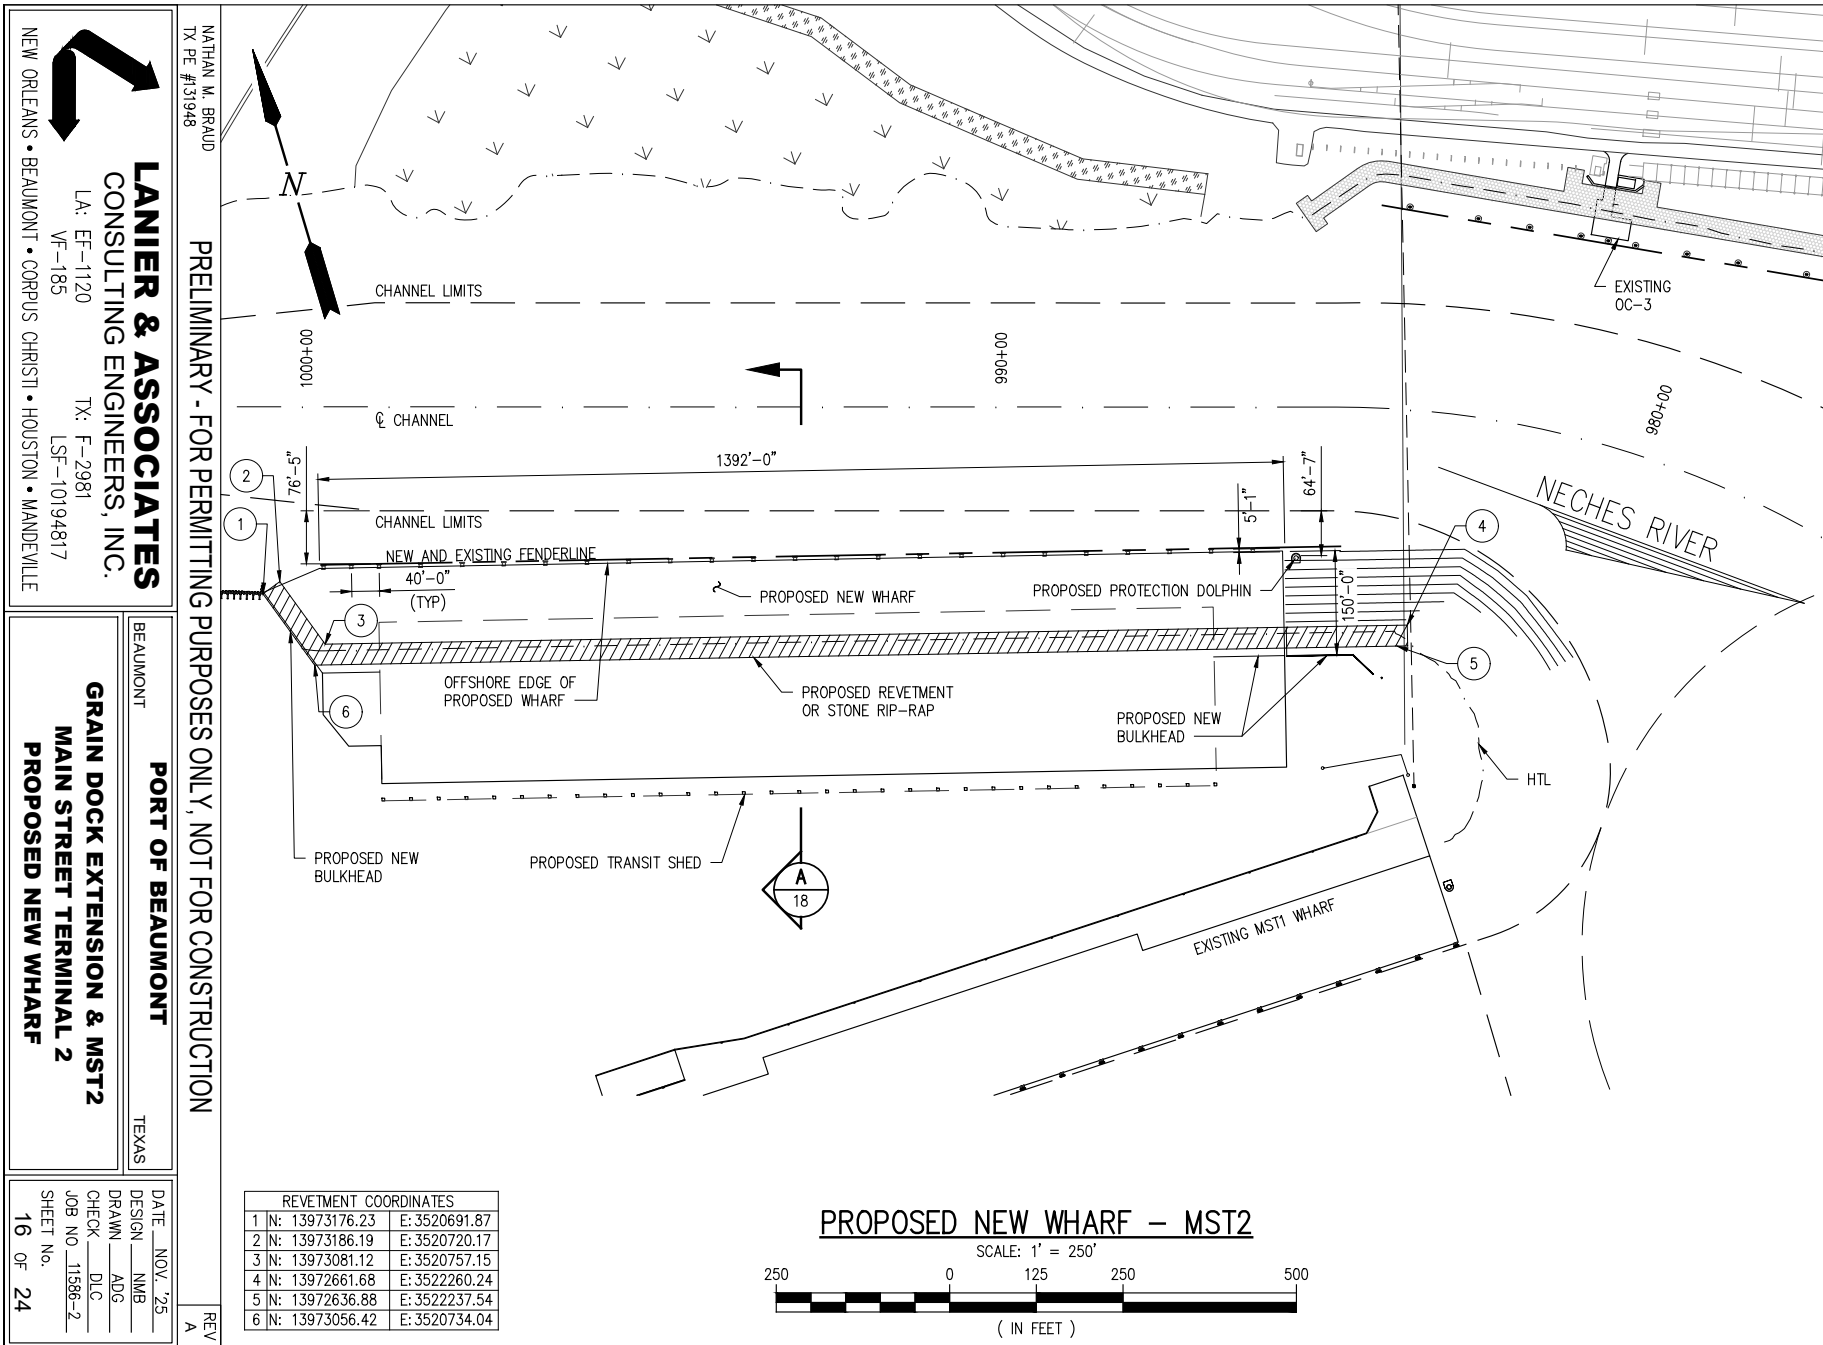 LANIER & ASSOCIATES
CONSULTING ENGINEERS, INC.
LA: EF-1120
VF-185
TX: F-2981
LSF-10194817
NEW ORLEANS • BEAUMONT • CORPUS CHRISTI • HOUSTON • MANDEVILLE
NATHAN M. BRAUD
TX PE #131948
PRELIMINARY - FOR PERMITTING PURPOSES ONLY, NOT FOR CONSTRUCTION
REV
A
BEAUMONT
PORT OF BEAUMONT
TEXAS
GRAIN DOCK EXTENSION & MST2
MAIN STREET TERMINAL 2
PROPOSED NEW WHARF
DATE NOV. '25
DESIGN NMB
DRAWN ADG
CHECK DLC
JOB NO 11586-2
SHEET No.
16 OF 24
N
CHANNEL LIMITS
1000+00
990+00
980+00
EXISTING
OC-3
℄ CHANNEL
1392'-0"
76'-5"
64'-7"
5'-1"
NECHES RIVER
2
1
4
CHANNEL LIMITS
NEW AND EXISTING FENDERLINE
40'-0"
(TYP)
PROPOSED NEW WHARF
PROPOSED PROTECTION DOLPHIN
150'-0"
3
5
6
OFFSHORE EDGE OF
PROPOSED WHARF
PROPOSED REVETMENT
OR STONE RIP-RAP
PROPOSED NEW
BULKHEAD
HTL
PROPOSED NEW
BULKHEAD
PROPOSED TRANSIT SHED
A
18
EXISTING MST1 WHARF
REVETMENT COORDINATES
1 N: 13973176.23 E: 3520691.87
2 N: 13973186.19 E: 3520720.17
3 N: 13973081.12 E: 3520757.15
4 N: 13972661.68 E: 3522260.24
5 N: 13972636.88 E: 3522237.54
6 N: 13973056.42 E: 3520734.04
PROPOSED NEW WHARF - MST2
SCALE: 1' = 250'
250 0 125 250 500
( IN FEET )